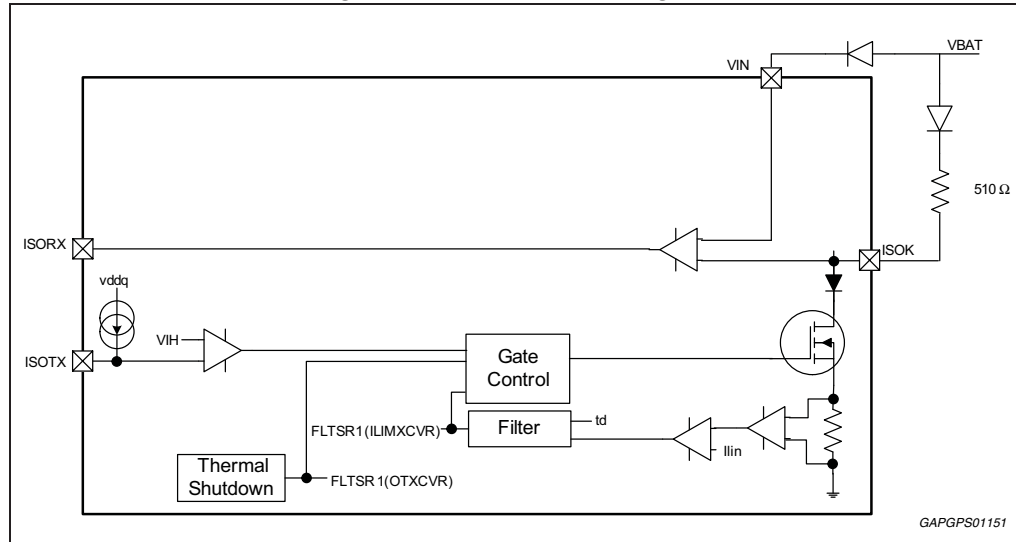 VBAT
VIN
510 Ω
ISORX
ISOK
vddq
VIH
ISOTX
Gate
Control
Filter
td
FLTSR1(ILIMXCVR)
Ilin
Thermal
Shutdown
FLTSR1(OTXCVR)
GAPGPS01151